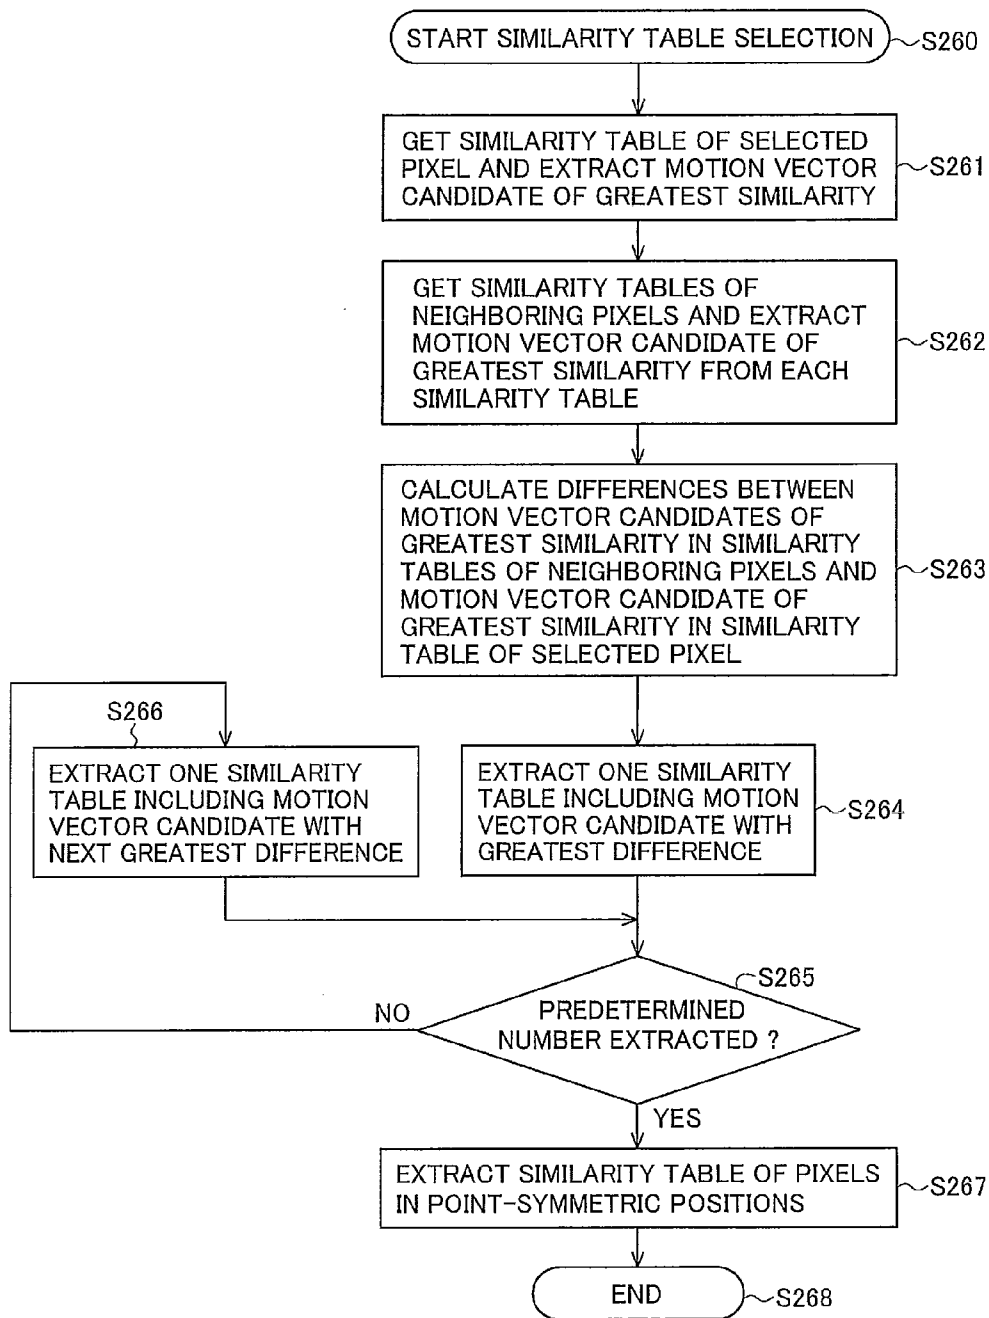 START SIMILARITY TABLE SELECTION
S260
GET SIMILARITY TABLE OF SELECTED
PIXEL AND EXTRACT MOTION VECTOR
CANDIDATE OF GREATEST SIMILARITY
S261
GET SIMILARITY TABLES OF
NEIGHBORING PIXELS AND EXTRACT
MOTION VECTOR CANDIDATE OF
GREATEST SIMILARITY FROM EACH
SIMILARITY TABLE
S262
CALCULATE DIFFERENCES BETWEEN
MOTION VECTOR CANDIDATES OF
GREATEST SIMILARITY IN SIMILARITY
TABLES OF NEIGHBORING PIXELS AND
MOTION VECTOR CANDIDATE OF
GREATEST SIMILARITY IN SIMILARITY
TABLE OF SELECTED PIXEL
S263
S266
EXTRACT ONE SIMILARITY
TABLE INCLUDING MOTION
VECTOR CANDIDATE WITH
NEXT GREATEST DIFFERENCE
EXTRACT ONE SIMILARITY
TABLE INCLUDING MOTION
VECTOR CANDIDATE WITH
GREATEST DIFFERENCE
S264
S265
NO
PREDETERMINED
NUMBER EXTRACTED ?
YES
EXTRACT SIMILARITY TABLE OF PIXELS
IN POINT-SYMMETRIC POSITIONS
S267
END
S268